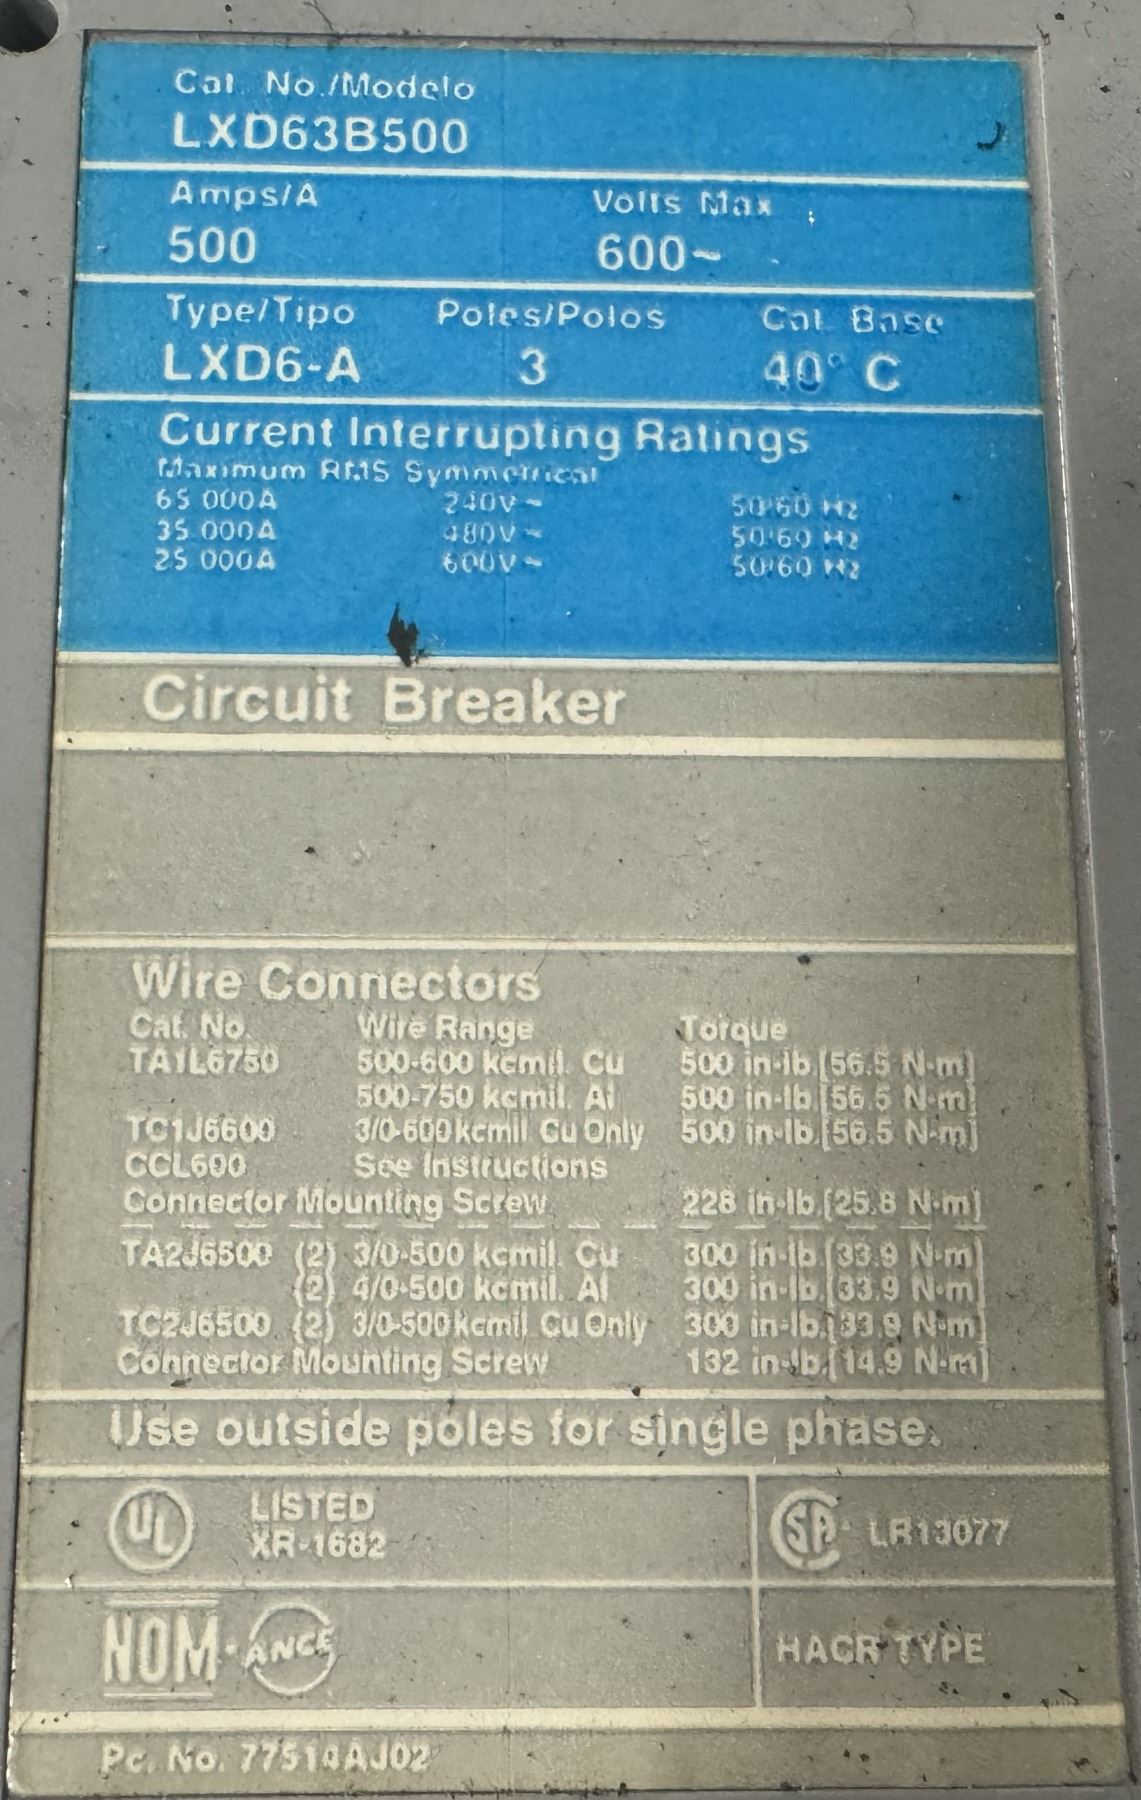 Cal. No./Modelo
LXD63B500
Amps/A Volts Max
500 600~
Type/Tipo Poles/Polos Cal. Base
LXD6-A 3 40° C
Current Interrupting Ratings
Maximum RMS Symmetrical
65 000A 240V~ 50/60 Hz
35 000A 480V~ 50/60 Hz
25 000A 600V~ 50/60 Hz
Circuit Breaker
Wire Connectors
Cat. No. Wire Range Torque
TA1L6750 500-600 kcmil. Cu 500 in-lb.[56.5 N·m]
500-750 kcmil. Al 500 in-lb.[56.5 N·m]
TC1J6600 3/0-600 kcmil Cu Only 500 in-lb.[56.5 N·m]
CCL600 See Instructions
Connector Mounting Screw 228 in-lb.[25.8 N·m]
TA2J6500 (2) 3/0-500 kcmil. Cu 300 in-lb.[33.9 N·m]
(2) 4/0-500 kcmil. Al 300 in-lb.[33.9 N·m]
TC2J6500 (2) 3/0-500 kcmil Cu Only 300 in-lb.[33.9 N·m]
Connector Mounting Screw 132 in-lb.[14.9 N·m]
Use outside poles for single phase.
UL LISTED
XR-1682
SA LR13077
NOM·ANCE HACR TYPE
Pc. No. 77514AJ02